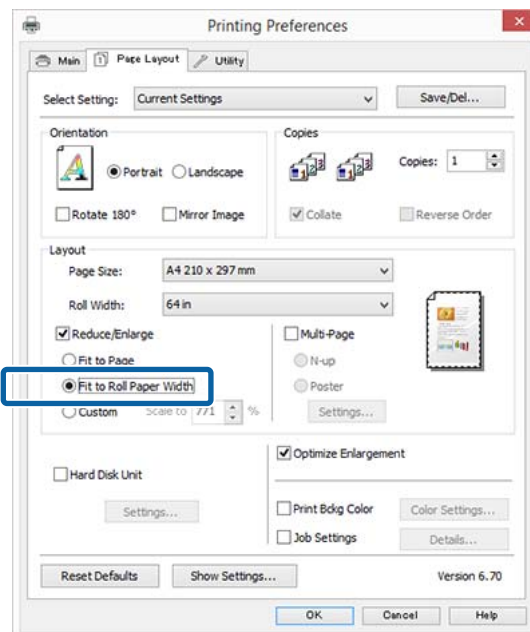 Printing Preferences
Main Page Layout Utility
Select Setting: Current Settings Save/Del...
Orientation
Portrait Landscape
Rotate 180° Mirror Image
Copies
Copies: 1
Collate Reverse Order
Layout
Page Size: A4 210 x 297 mm
Roll Width: 64 in
Reduce/Enlarge
Fit to Page
Fit to Roll Paper Width
Custom Scale to 771 %
Multi-Page
N-up
Poster
Settings...
Optimize Enlargement
Hard Disk Unit
Settings...
Print Bckg Color Color Settings...
Job Settings Details...
Reset Defaults Show Settings... Version 6.70
OK Cancel Help